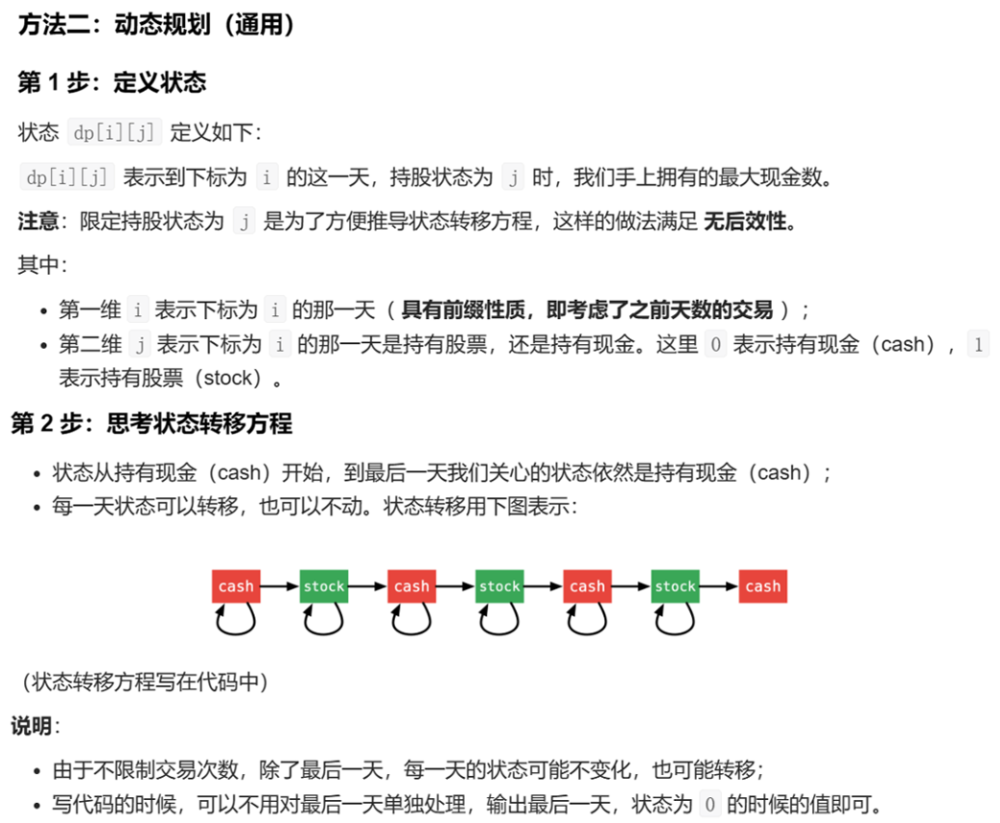 方法二：动态规划（通用）
第 1 步：定义状态
状态 dp[i][j] 定义如下：
dp[i][j] 表示到下标为 i 的这一天，持股状态为 j 时，我们手上拥有的最大现金数。
注意：限定持股状态为 j 是为了方便推导状态转移方程，这样的做法满足 无后效性。
其中：
• 第一维 i 表示下标为 i 的那一天（ 具有前缀性质，即考虑了之前天数的交易 ）；
• 第二维 j 表示下标为 i 的那一天是持有股票，还是持有现金。这里 0 表示持有现金（cash），1
表示持有股票（stock）。
第 2 步：思考状态转移方程
• 状态从持有现金（cash）开始，到最后一天我们关心的状态依然是持有现金（cash）；
• 每一天状态可以转移，也可以不动。状态转移用下图表示：
cash stock cash stock cash stock cash
（状态转移方程写在代码中）
说明：
• 由于不限制交易次数，除了最后一天，每一天的状态可能不变化，也可能转移；
• 写代码的时候，可以不用对最后一天单独处理，输出最后一天，状态为 0 的时候的值即可。